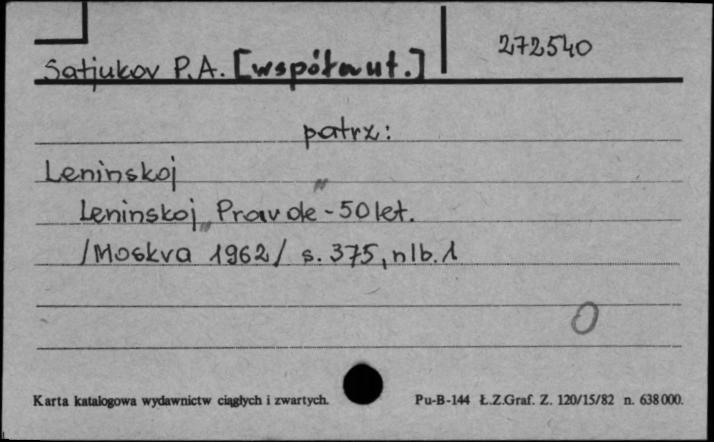 272540
Satjukov P.A. [współaut.]
patrz:
Leninskoj
Leninskoj „Pravde" - 50 let.
/Moskva 1962/ s. 375, nlb. 1
0
Karta katalogowa wydawnictw ciągłych i zwartych. Pu-B-144 Ł.Z.Graf. Z. 120/15/82 n. 638000.